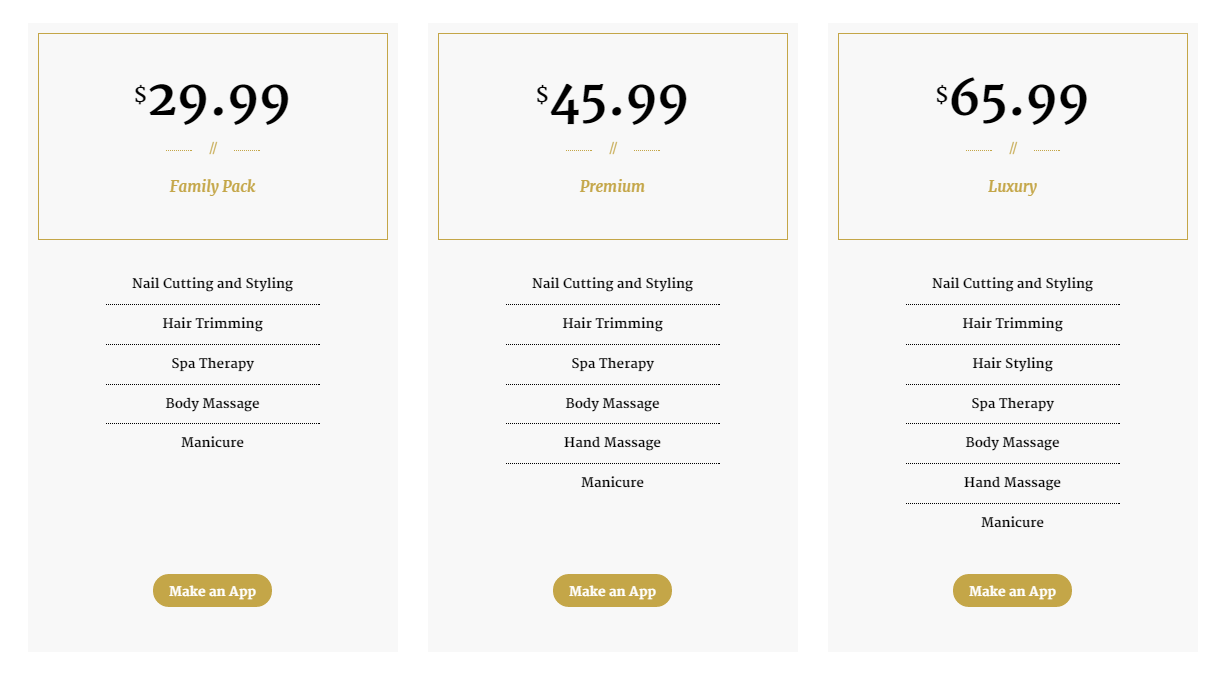 $29.99
//
Family Pack
Nail Cutting and Styling
Hair Trimming
Spa Therapy
Body Massage
Manicure
Make an App
$45.99
//
Premium
Nail Cutting and Styling
Hair Trimming
Spa Therapy
Body Massage
Hand Massage
Manicure
Make an App
$65.99
//
Luxury
Nail Cutting and Styling
Hair Trimming
Hair Styling
Spa Therapy
Body Massage
Hand Massage
Manicure
Make an App